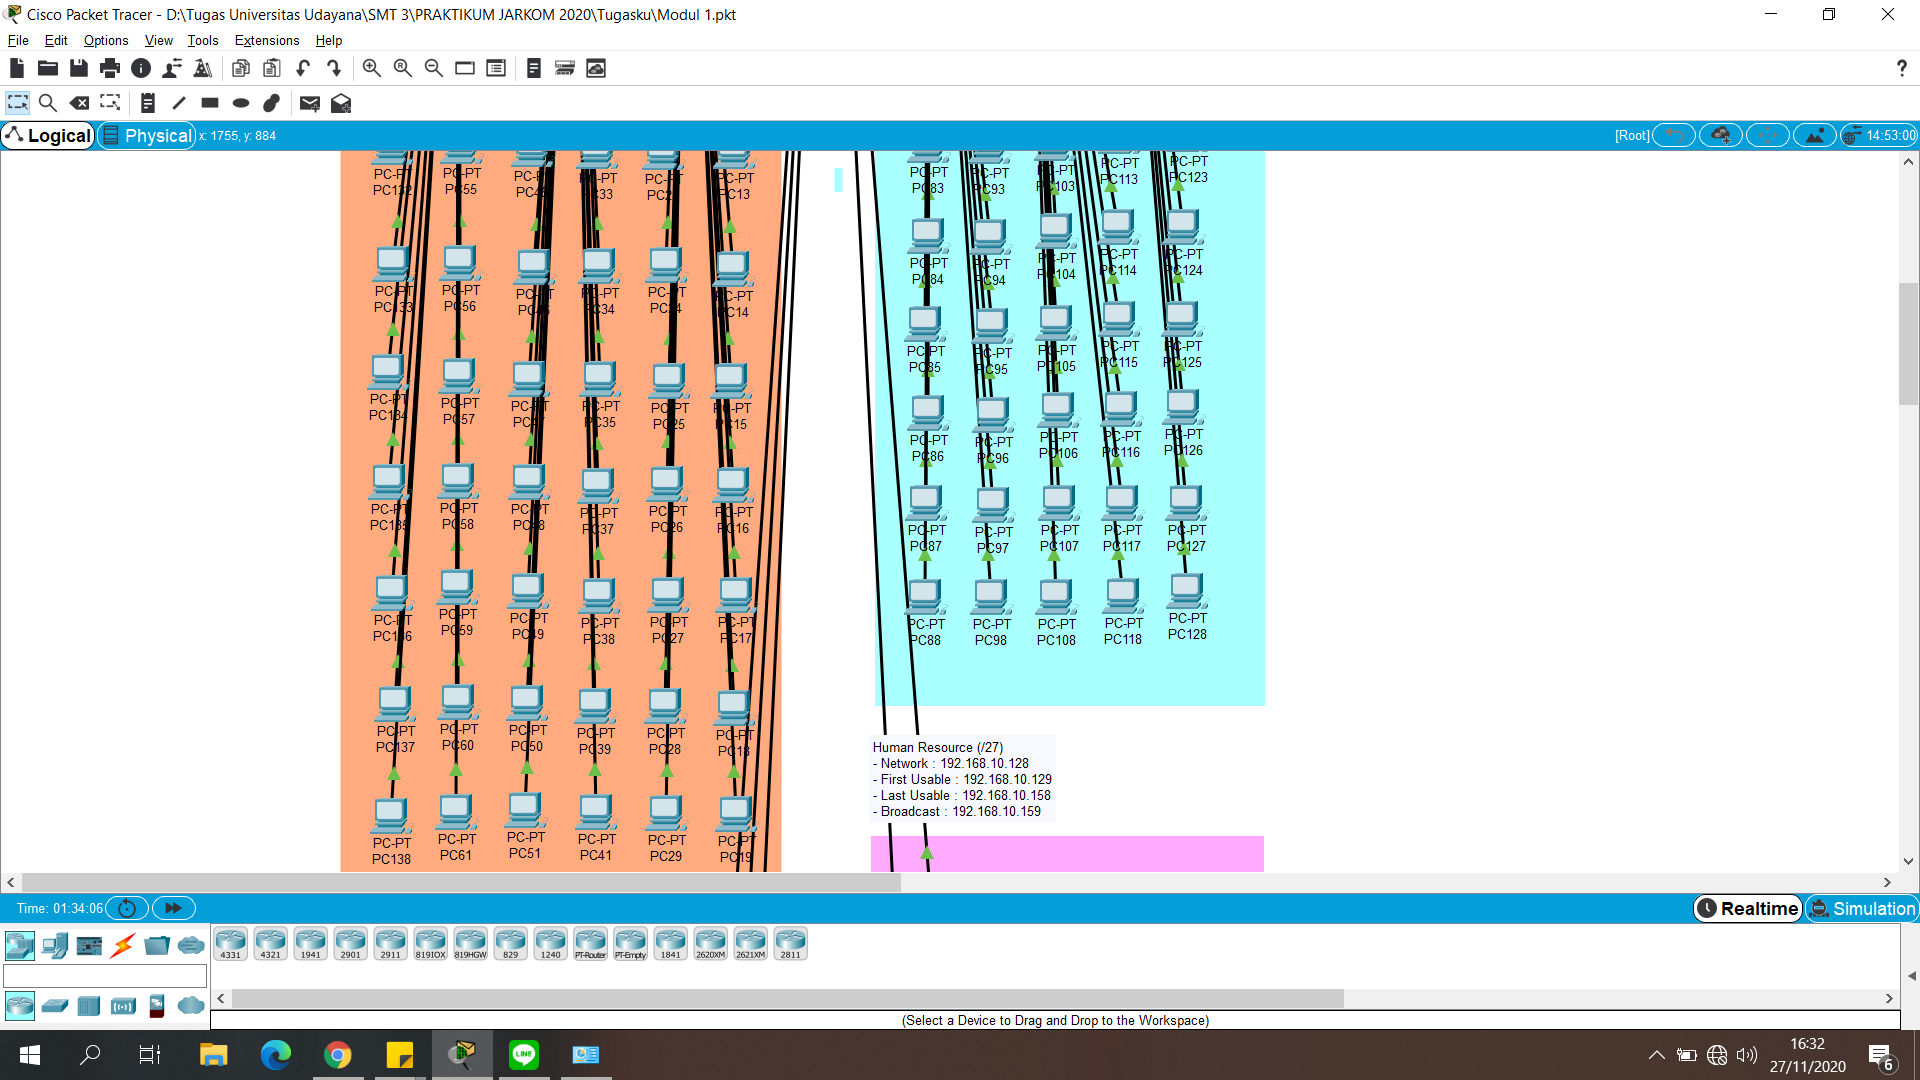 Cisco Packet Tracer - D:\Tugas Universitas Udayana\SMT 3\PRAKTIKUM JARKOM 2020\Tugasku\Modul 1.pkt
File Edit Options View Tools Extensions Help
?
Logical Physical x: 1755, y: 884 [Root] 14:53:00
PC-PT PC-PT PC-PT PC-PT PC-PT PC-PT PC-PT PC-PT PC-PT PC-PT PC-PT
PC132 PC55 PC33 PC13 PC83 PC93 PC103 PC113 PC123
PC-PT PC-PT PC-PT PC-PT PC-PT PC-PT PC-PT PC-PT PC-PT PC-PT PC-PT
PC133 PC56 PC34 PC24 PC14 PC84 PC94 PC104 PC114 PC124
PC-PT PC-PT PC-PT PC-PT PC-PT PC-PT PC-PT PC-PT PC-PT PC-PT PC-PT
PC134 PC57 PC47 PC35 PC25 PC15 PC85 PC95 PC105 PC115 PC125
PC-PT PC-PT PC-PT PC-PT PC-PT PC-PT PC-PT PC-PT PC-PT PC-PT PC-PT
PC135 PC58 PC48 PC37 PC26 PC16 PC86 PC96 PC106 PC116 PC126
PC-PT PC-PT PC-PT PC-PT PC-PT PC-PT PC-PT PC-PT PC-PT PC-PT PC-PT
PC136 PC59 PC49 PC38 PC27 PC17 PC87 PC97 PC107 PC117 PC127
PC-PT PC-PT PC-PT PC-PT PC-PT PC-PT PC-PT PC-PT PC-PT PC-PT PC-PT
PC137 PC60 PC50 PC39 PC28 PC18 PC88 PC98 PC108 PC118 PC128
PC-PT PC-PT PC-PT PC-PT PC-PT PC-PT
PC138 PC61 PC51 PC41 PC29 PC19
Human Resource (/27)
- Network : 192.168.10.128
- First Usable : 192.168.10.129
- Last Usable : 192.168.10.158
- Broadcast : 192.168.10.159
Time: 01:34:06 Realtime Simulation
4331 4321 1941 2901 2911 819IOX 819HGW 829 1240 PT-Router PT-Empty 1841 2620XM 2621XM 2811
(Select a Device to Drag and Drop to the Workspace)
LINE
16:32
27/11/2020
6